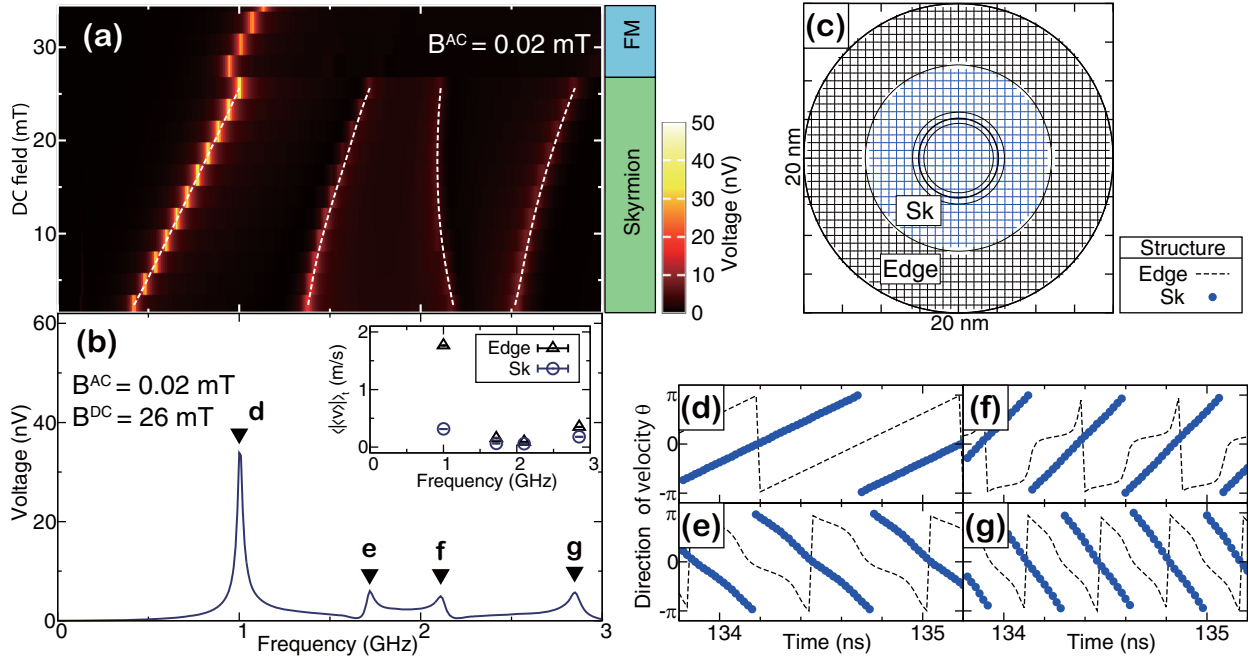 (a)
B^AC = 0.02 mT
DC field (mT)
30
20
10
FM
Skyrmion
50
40
30
20
10
0
Voltage (nV)
(b)
B^AC = 0.02 mT
B^DC = 26 mT
d
e
f
g
Voltage (nV)
60
40
20
0
0
1
2
3
Frequency (GHz)
⟨|⟨v⟩|⟩t (m/s)
2
1
0
Edge
Sk
0
1
2
3
Frequency (GHz)
(c)
20 nm
Sk
Edge
20 nm
Structure
Edge
Sk
Direction of velocity θ
π
0
-π
(d)
(f)
π
0
-π
(e)
(g)
134
135
Time (ns)
134
135
Time (ns)